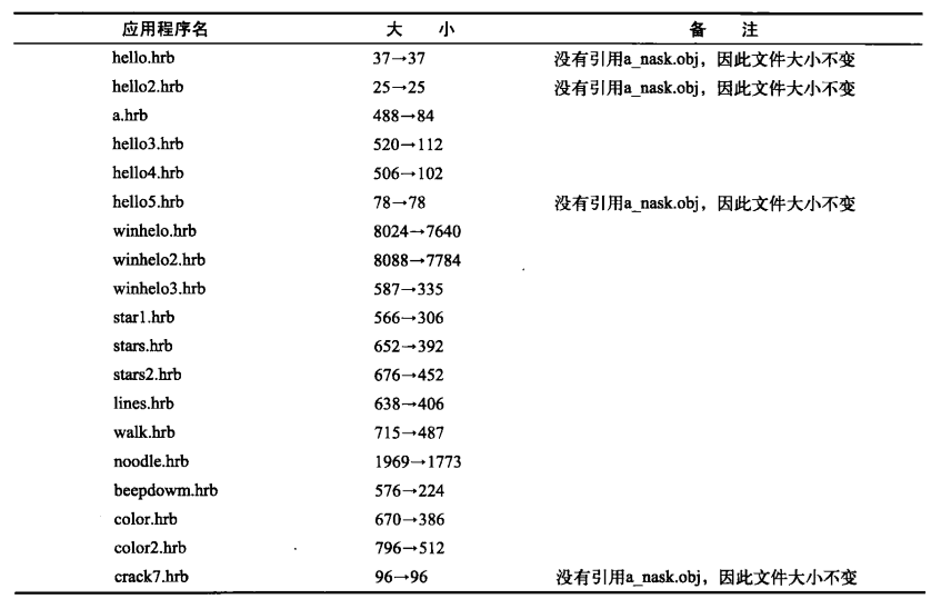 应用程序名 大 小 备 注
hello.hrb 37→37 没有引用a_nask.obj，因此文件大小不变
hello2.hrb 25→25 没有引用a_nask.obj，因此文件大小不变
a.hrb 488→84
hello3.hrb 520→112
hello4.hrb 506→102
hello5.hrb 78→78 没有引用a_nask.obj，因此文件大小不变
winhelo.hrb 8024→7640
winhelo2.hrb 8088→7784
winhelo3.hrb 587→335
star1.hrb 566→306
stars.hrb 652→392
stars2.hrb 676→452
lines.hrb 638→406
walk.hrb 715→487
noodle.hrb 1969→1773
beepdowm.hrb 576→224
color.hrb 670→386
color2.hrb 796→512
crack7.hrb 96→96 没有引用a_nask.obj，因此文件大小不变